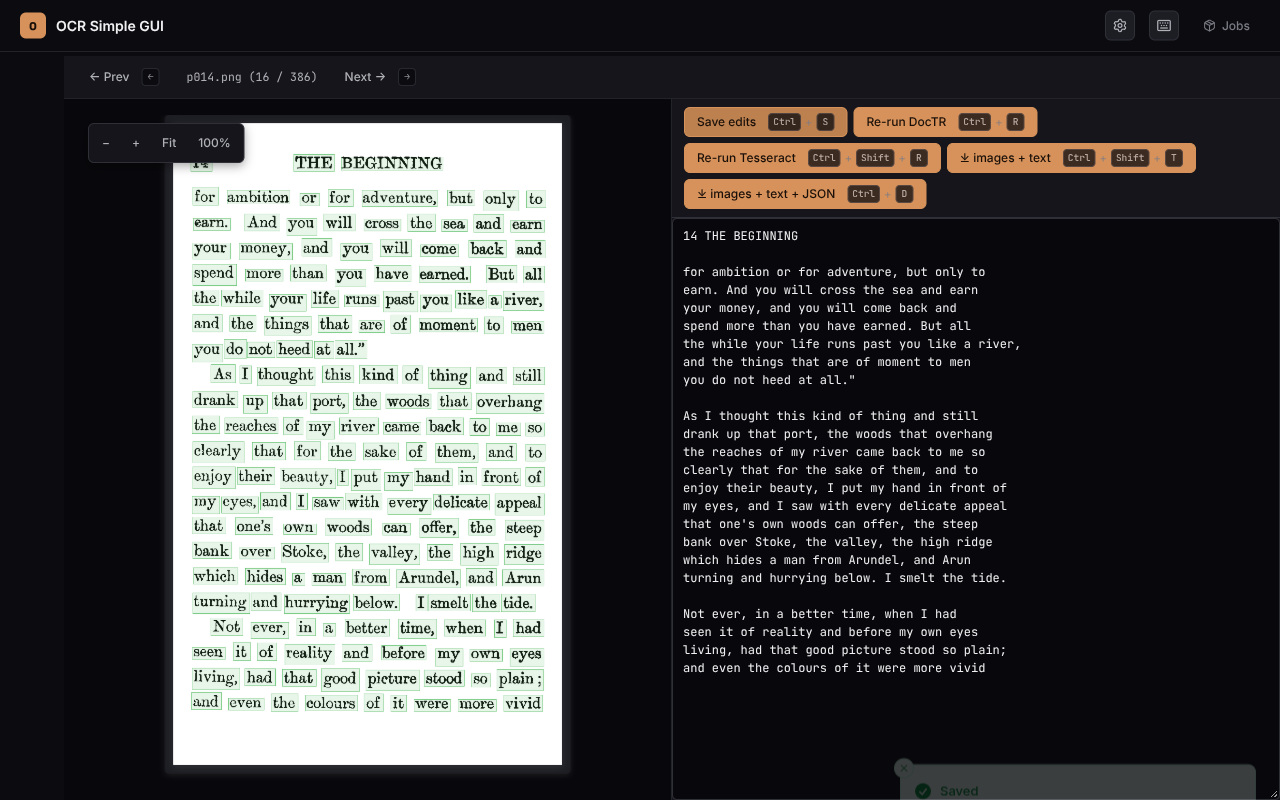 O OCR Simple GUI
Jobs
← Prev ← p014.png (16 / 386) Next → →
− + Fit 100%
14 THE BEGINNING
for ambition or for adventure, but only to
earn. And you will cross the sea and earn
your money, and you will come back and
spend more than you have earned. But all
the while your life runs past you like a river,
and the things that are of moment to men
you do not heed at all.”
As I thought this kind of thing and still
drank up that port, the woods that overhang
the reaches of my river came back to me so
clearly that for the sake of them, and to
enjoy their beauty, I put my hand in front of
my eyes, and I saw with every delicate appeal
that one’s own woods can offer, the steep
bank over Stoke, the valley, the high ridge
which hides a man from Arundel, and Arun
turning and hurrying below. I smelt the tide.
Not ever, in a better time, when I had
seen it of reality and before my own eyes
living, had that good picture stood so plain;
and even the colours of it were more vivid
Save edits Ctrl + S Re-run DocTR Ctrl + R
Re-run Tesseract Ctrl + Shift + R images + text Ctrl + Shift + T
images + text + JSON Ctrl + D
14 THE BEGINNING
for ambition or for adventure, but only to
earn. And you will cross the sea and earn
your money, and you will come back and
spend more than you have earned. But all
the while your life runs past you like a river,
and the things that are of moment to men
you do not heed at all."
As I thought this kind of thing and still
drank up that port, the woods that overhang
the reaches of my river came back to me so
clearly that for the sake of them, and to
enjoy their beauty, I put my hand in front of
my eyes, and I saw with every delicate appeal
that one's own woods can offer, the steep
bank over Stoke, the valley, the high ridge
which hides a man from Arundel, and Arun
turning and hurrying below. I smelt the tide.
Not ever, in a better time, when I had
seen it of reality and before my own eyes
living, had that good picture stood so plain;
and even the colours of it were more vivid
Saved